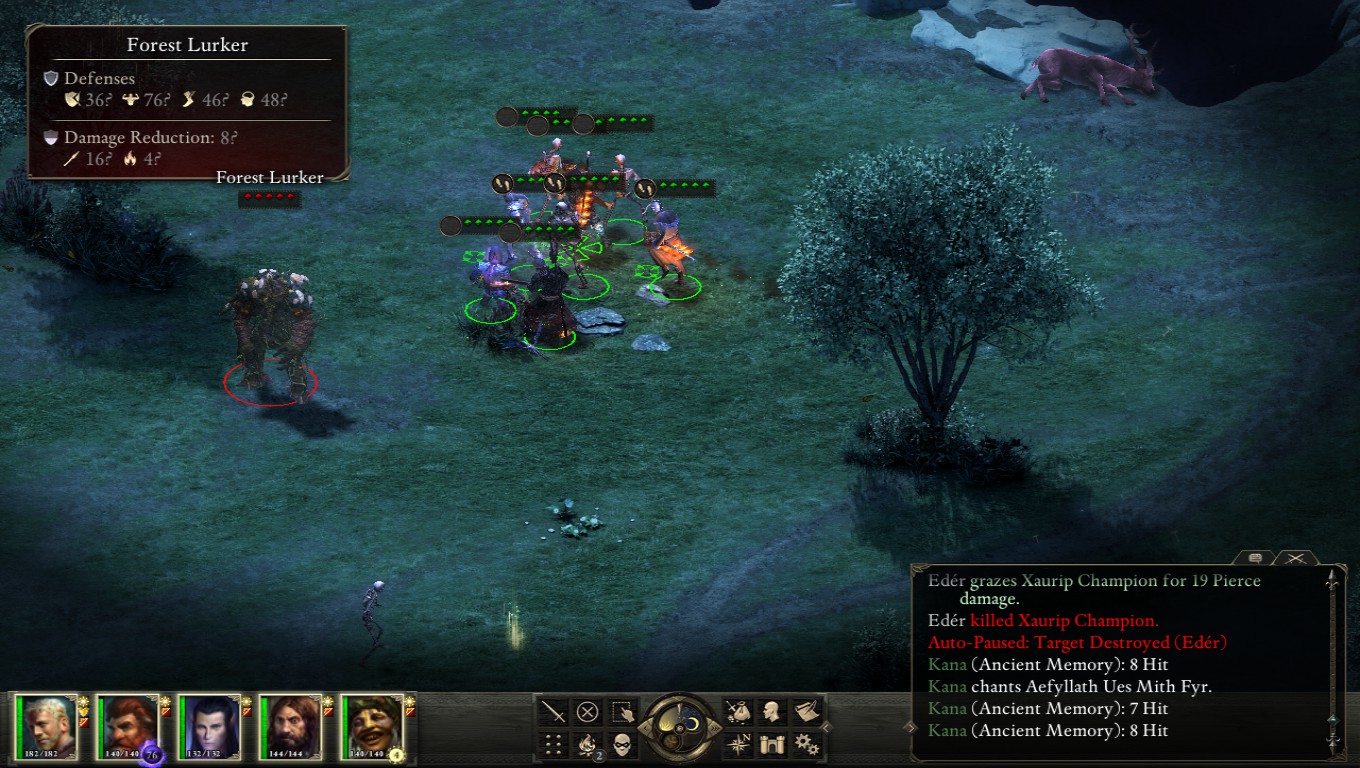 Forest Lurker
Defenses
36? 76? 46? 48?
Damage Reduction: 8?
16? 4?
Forest Lurker
Edér grazes Xaurip Champion for 19 Pierce
damage.
Edér killed Xaurip Champion.
Auto-Paused: Target Destroyed (Edér)
Kana (Ancient Memory): 8 Hit
Kana chants Aefyllath Ues Mith Fyr.
Kana (Ancient Memory): 7 Hit
Kana (Ancient Memory): 8 Hit
182/182 140/140 76 132/132 144/144 140/140 4
2